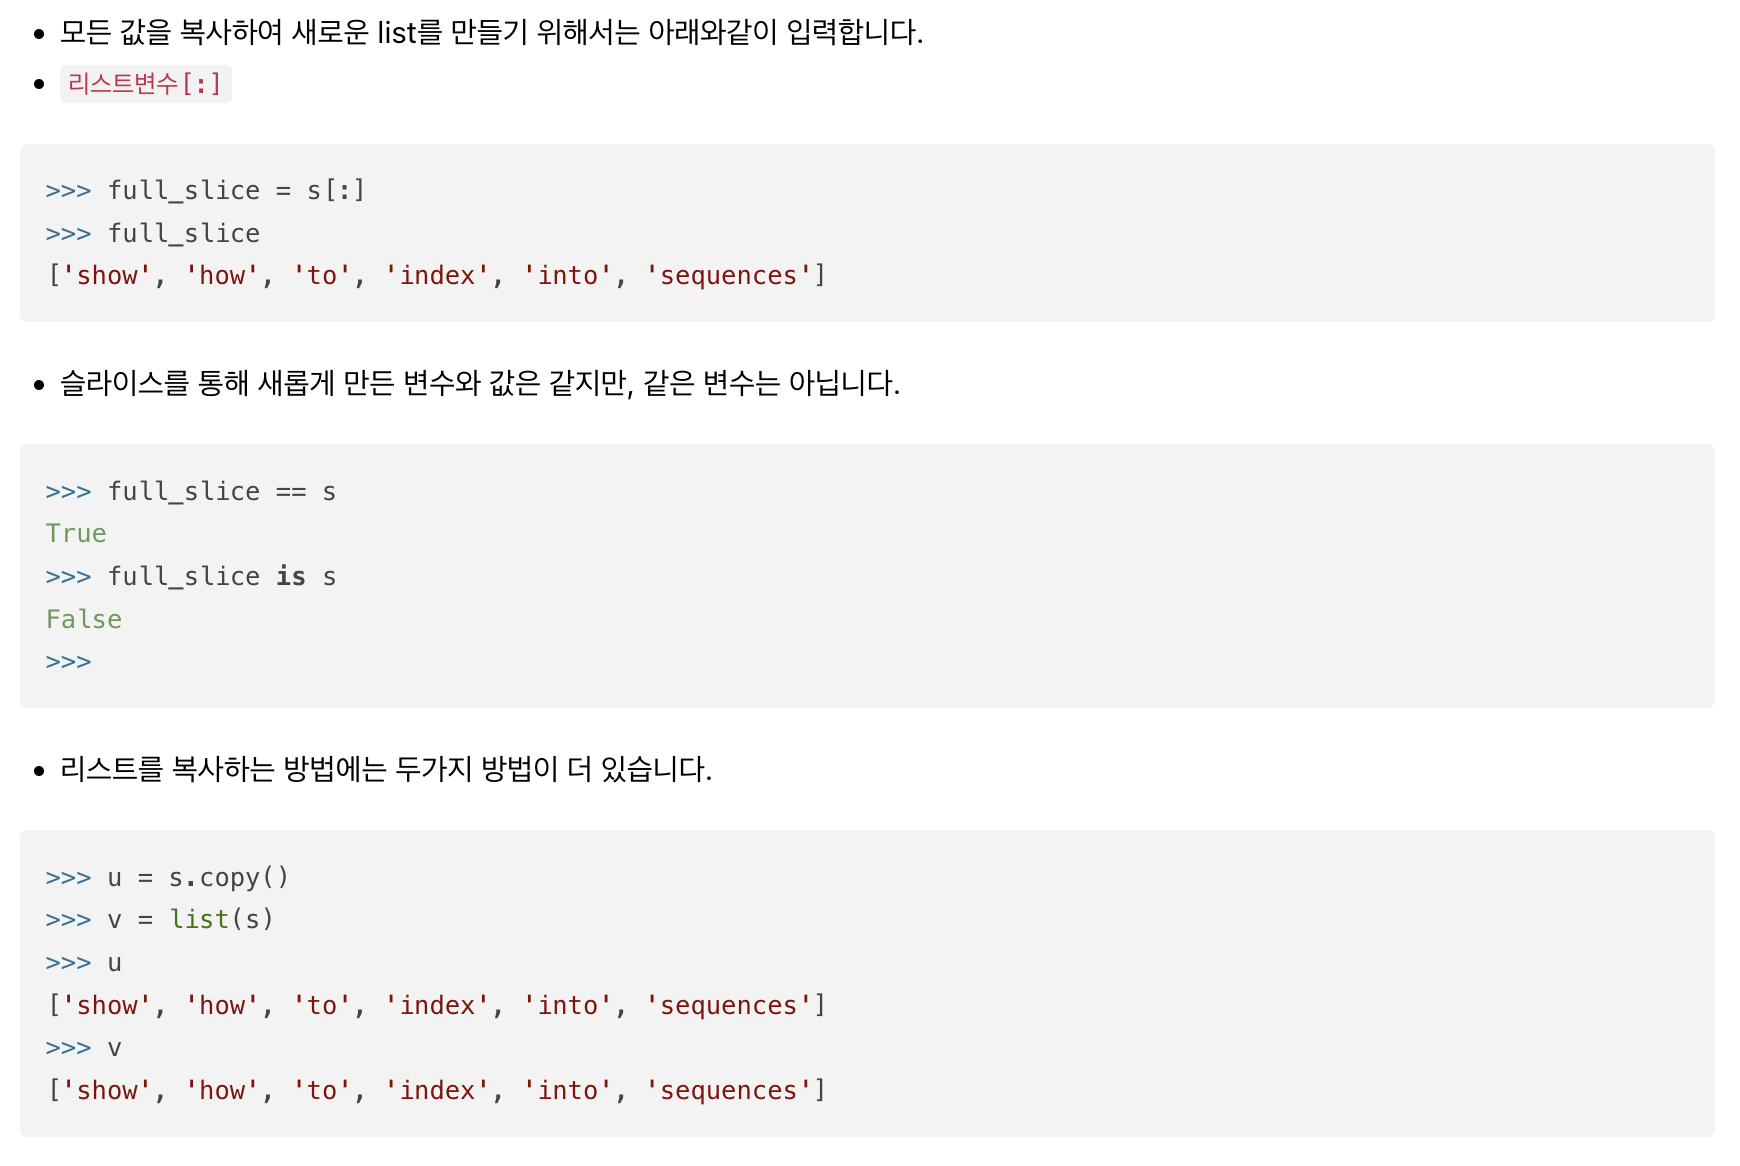 모든 값을 복사하여 새로운 list를 만들기 위해서는 아래와같이 입력합니다.
리스트변수[:]
>>> full_slice = s[:]
>>> full_slice
['show', 'how', 'to', 'index', 'into', 'sequences']
슬라이스를 통해 새롭게 만든 변수와 값은 같지만, 같은 변수는 아닙니다.
>>> full_slice == s
True
>>> full_slice is s
False
>>>
리스트를 복사하는 방법에는 두가지 방법이 더 있습니다.
>>> u = s.copy()
>>> v = list(s)
>>> u
['show', 'how', 'to', 'index', 'into', 'sequences']
>>> v
['show', 'how', 'to', 'index', 'into', 'sequences']